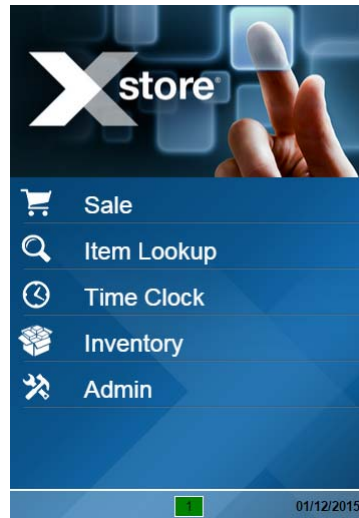 Xstore
Sale
Item Lookup
Time Clock
Inventory
Admin
1
01/12/2015